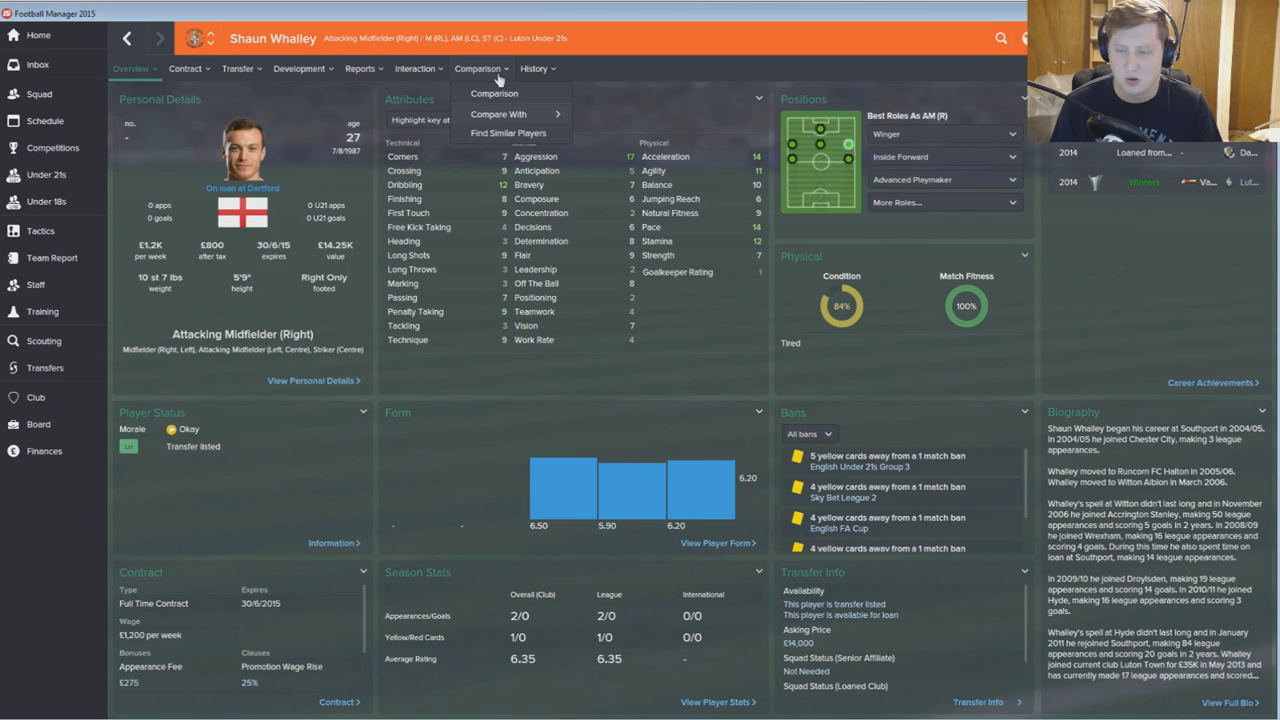 Football Manager 2015
Home
Inbox
Squad
Schedule
Competitions
Under 21s
Under 18s
Tactics
Team Report
Staff
Training
Scouting
Transfers
Club
Board
Finances
Shaun Whalley
Attacking Midfielder (Right) / M (RL), AM (LC), ST (C) - Luton Under 21s
Overview
Contract
Transfer
Development
Reports
Interaction
Comparison
History
Comparison
Compare With
Find Similar Players
Personal Details
no.
-
age
27
7/8/1987
On loan at Dartford
0 apps
0 goals
0 U21 apps
0 U21 goals
£1.2K
per week
£800
after tax
30/6/15
expires
£14.25K
value
10 st 7 lbs
weight
5'9"
height
Right Only
footed
Attacking Midfielder (Right)
Midfielder (Right, Left), Attacking Midfielder (Left, Centre), Striker (Centre)
View Personal Details >
Attributes
Highlight key at
Technical
Corners 7
Crossing 9
Dribbling 12
Finishing 8
First Touch 9
Free Kick Taking 4
Heading 3
Long Shots 9
Long Throws 3
Marking 3
Passing 7
Penalty Taking 9
Tackling 3
Technique 9
Aggression 17
Anticipation 5
Bravery 7
Composure 6
Concentration 2
Decisions 6
Determination 8
Flair 9
Leadership 2
Off The Ball 8
Positioning 2
Teamwork 4
Vision 7
Work Rate 4
Physical
Acceleration 14
Agility 11
Balance 10
Jumping Reach 6
Natural Fitness 9
Pace 14
Stamina 12
Strength 7
Goalkeeper Rating 1
Positions
Best Roles As AM (R)
Winger
Inside Forward
Advanced Playmaker
More Roles...
Physical
Condition
84%
Match Fitness
100%
Tired
2014 Loaned from... - Da...
2014 Winners Va... Lut...
Career Achievements >
Player Status
Morale Okay
Lst Transfer listed
Information >
Form
- - 6.50 5.90 6.20
6.20
View Player Form >
Bans
All bans
5 yellow cards away from a 1 match ban
English Under 21s Group 3
4 yellow cards away from a 1 match ban
Sky Bet League 2
4 yellow cards away from a 1 match ban
English FA Cup
4 yellow cards away from a 1 match ban
Biography
Shaun Whalley began his career at Southport in 2004/05.
In 2004/05 he joined Chester City, making 3 league
appearances.
Whalley moved to Runcorn FC Halton in 2005/06.
Whalley moved to Witton Albion in March 2006.
Whalley's spell at Witton didn't last long and in November
2006 he joined Accrington Stanley, making 50 league
appearances and scoring 5 goals in 2 years. In 2008/09
he joined Wrexham, making 16 league appearances and
scoring 4 goals. During this time he also spent time on
loan at Southport, making 14 league appearances.
In 2009/10 he joined Droylsden, making 19 league
appearances and scoring 14 goals. In 2010/11 he joined
Hyde, making 16 league appearances and scoring 3
goals.
Whalley's spell at Hyde didn't last long and in January
2011 he rejoined Southport, making 84 league
appearances and scoring 20 goals in 2 years. Whalley
joined current club Luton Town for £35K in May 2013 and
has currently made 17 league appearances and scored...
View Full Bio >
Contract
Type
Full Time Contract
Expires
30/6/2015
Wage
£1,200 per week
Bonuses
Appearance Fee
£275
Clauses
Promotion Wage Rise
25%
Contract >
Season Stats
Overall (Club) League International
Appearances/Goals 2/0 2/0 0/0
Yellow/Red Cards 1/0 1/0 0/0
Average Rating 6.35 6.35 -
View Player Stats >
Transfer Info
Availability
This player is transfer listed
This player is available for loan
Asking Price
£14,000
Squad Status (Senior Affiliate)
Not Needed
Squad Status (Loaned Club)
Transfer Info >